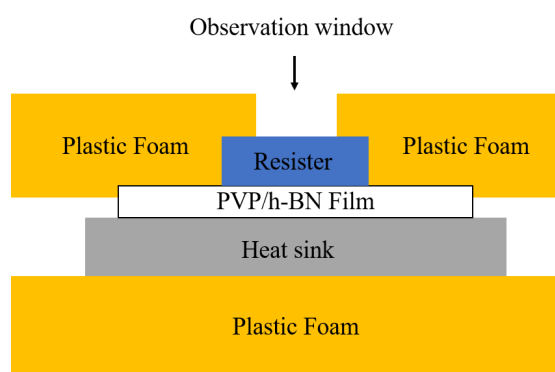 Observation window
Plastic Foam
Plastic Foam
Resister
PVP/h-BN Film
Heat sink
Plastic Foam